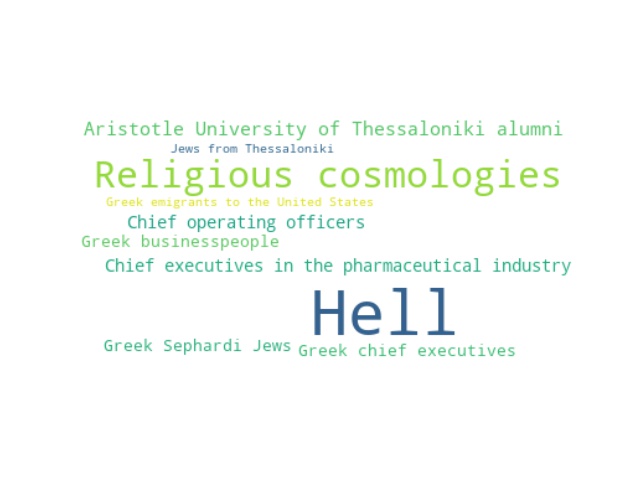 Aristotle University of Thessaloniki alumni
Jews from Thessaloniki
Religious cosmologies
Greek emigrants to the United States
Chief operating officers
Greek businesspeople
Chief executives in the pharmaceutical industry
Hell
Greek Sephardi Jews
Greek chief executives